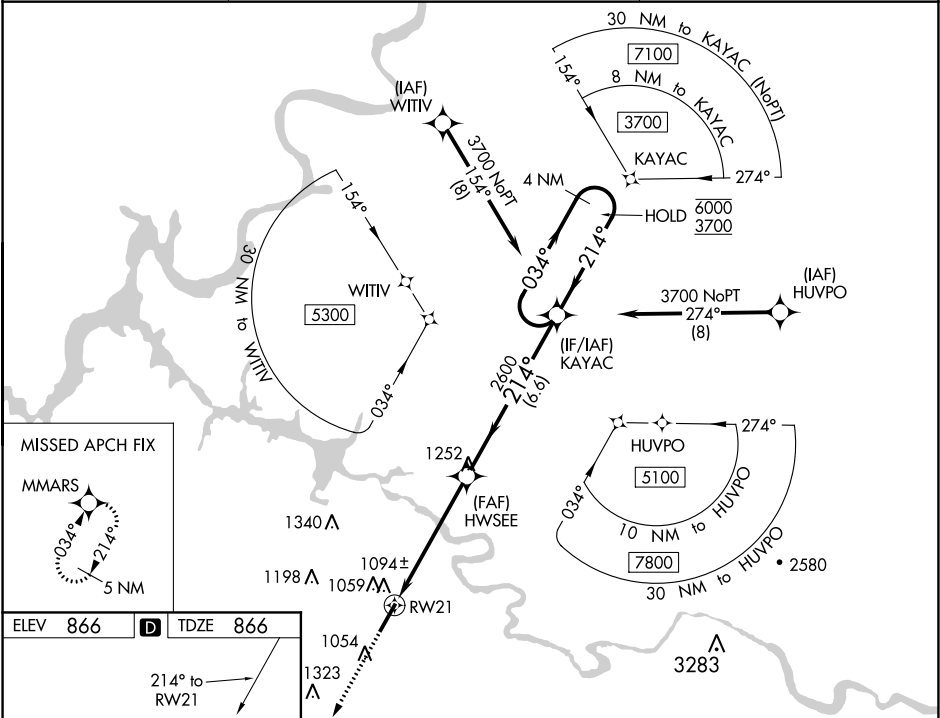 30 NM to KAYAC (NoPT)
7100
8 NM to KAYAC
3700
154°
KAYAC
274°
(IAF)
WITIV
3700 NoPT
154°
(8)
4 NM
HOLD 6000
3700
034°
214°
154°
30 NM to WITIV
WITIV
5300
034°
(IAF)
HUVPO
3700 NoPT
274°
(8)
(IF/IAF)
KAYAC
2600
214°
(6.6)
HUVPO
274°
5100
034°
10 NM to HUVPO
7800
30 NM to HUVPO
2580
1252
(FAF)
HWSEE
MISSED APCH FIX
MMARS
034°
214°
5 NM
1340
1198
1094±
1059
RW21
1054
1323
3283
ELEV 866 D TDZE 866
214° to
RW21